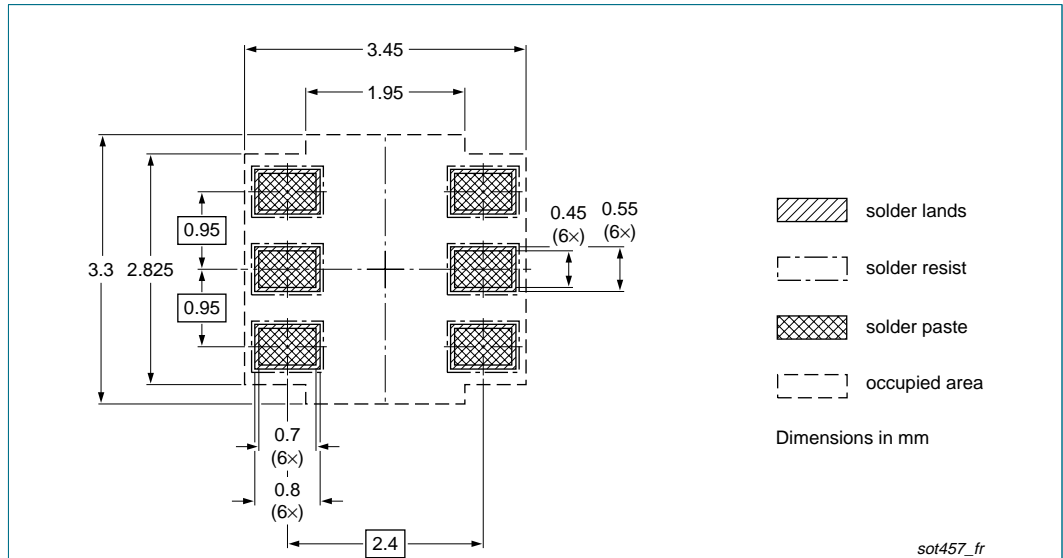 3.45
1.95
0.95
3.3
2.825
0.95
0.45
(6×)
0.55
(6×)
0.7
(6×)
0.8
(6×)
2.4
solder lands
solder resist
solder paste
occupied area
Dimensions in mm
sot457_fr